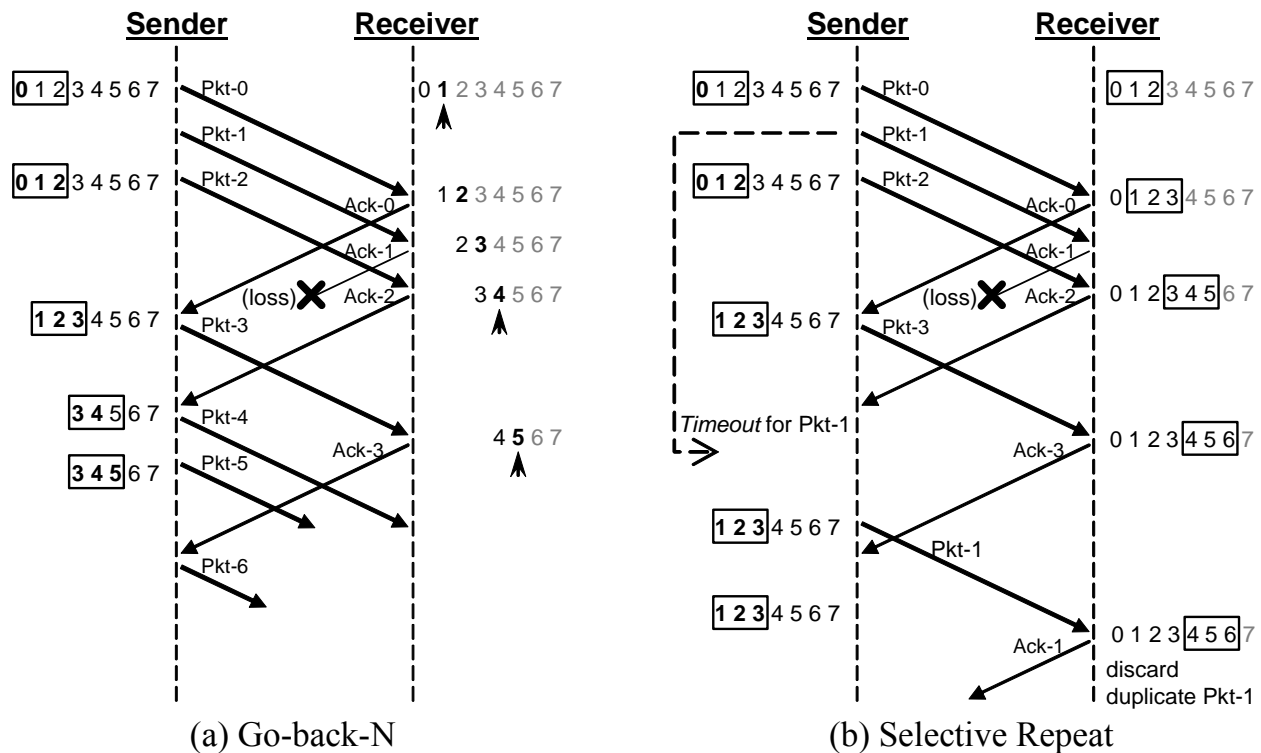 Sender Receiver
0 1 2 3 4 5 6 7 Pkt-0 0 1 2 3 4 5 6 7
Pkt-1
0 1 2 3 4 5 6 7 Pkt-2
Ack-0 1 2 3 4 5 6 7
Ack-1 2 3 4 5 6 7
(loss) Ack-2 3 4 5 6 7
1 2 3 4 5 6 7 Pkt-3
3 4 5 6 7 Pkt-4
Ack-3 4 5 6 7
3 4 5 6 7 Pkt-5
Pkt-6
(a) Go-back-N
Sender Receiver
0 1 2 3 4 5 6 7 Pkt-0 0 1 2 3 4 5 6 7
Pkt-1
0 1 2 3 4 5 6 7 Pkt-2
Ack-0 0 1 2 3 4 5 6 7
Ack-1
(loss) Ack-2 0 1 2 3 4 5 6 7
1 2 3 4 5 6 7 Pkt-3
Timeout for Pkt-1
Ack-3 0 1 2 3 4 5 6 7
1 2 3 4 5 6 7 Pkt-1
1 2 3 4 5 6 7
Ack-1 0 1 2 3 4 5 6 7
discard
duplicate Pkt-1
(b) Selective Repeat